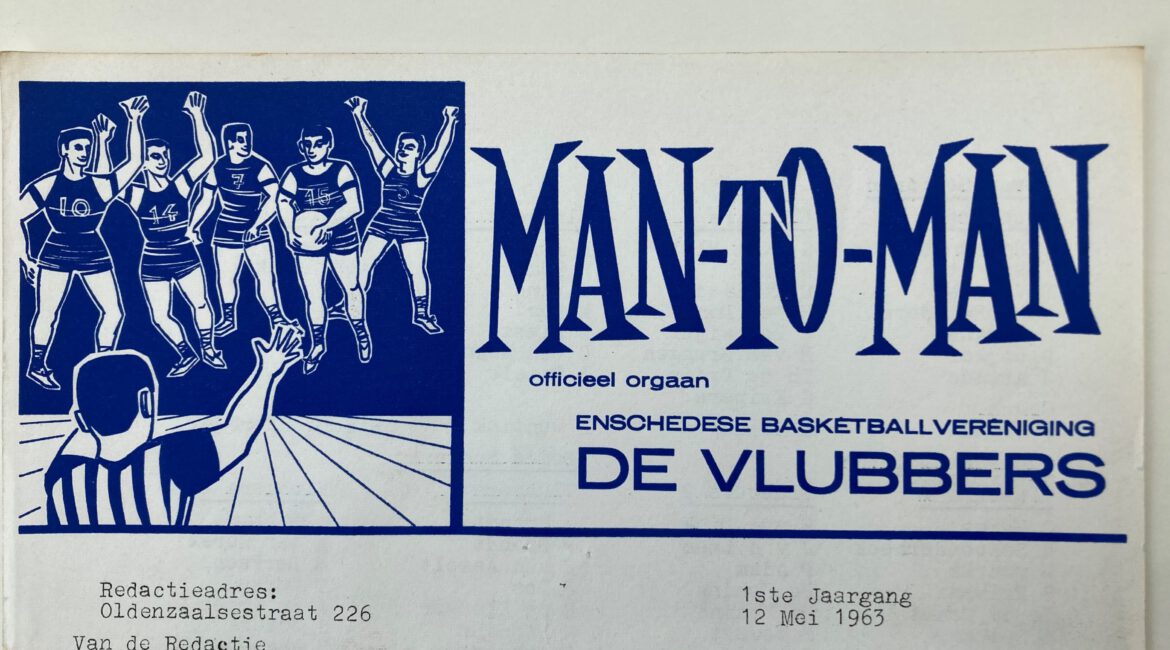 10
14
7
15
5
MAN-TO-MAN
officieel orgaan
ENSCHEDESE BASKETBALLVERENIGING
DE VLUBBERS
Redactieadres:
Oldenzaalsestraat 226
1ste Jaargang
12 Mei 1963
Van de Redactie